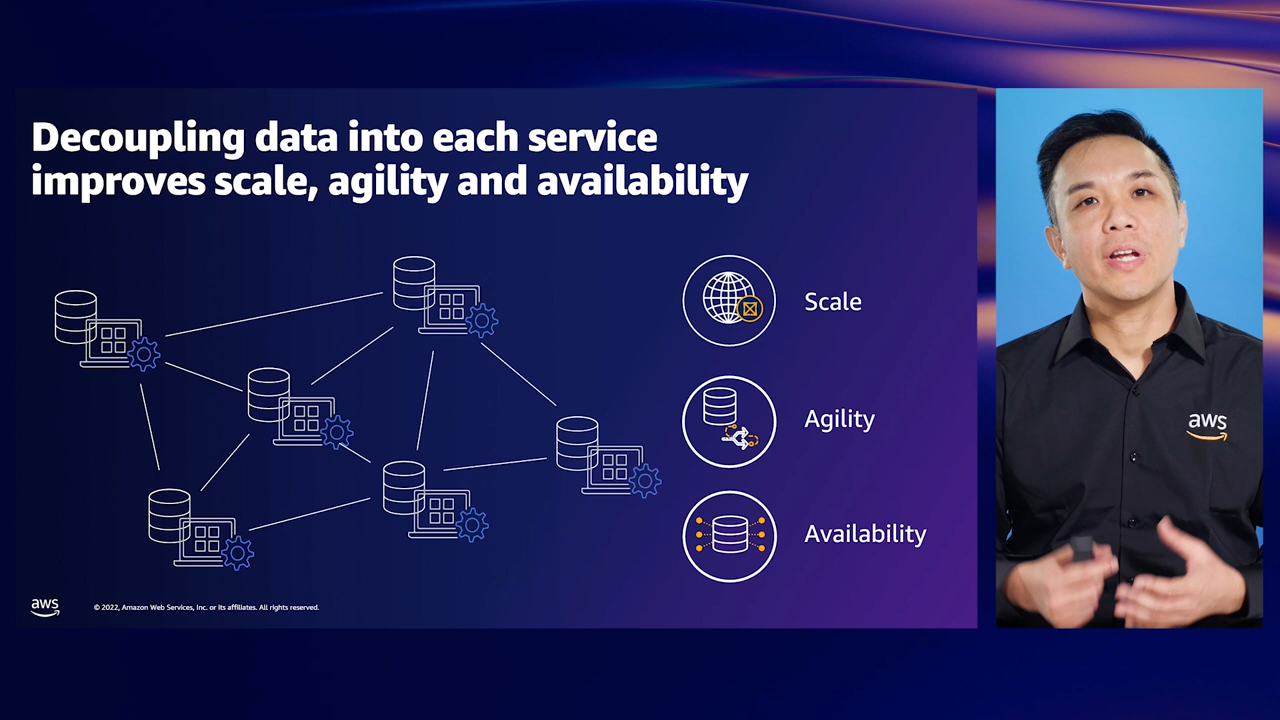 Decoupling data into each service
improves scale, agility and availability
Scale
Agility
Availability
aws
© 2022, Amazon Web Services, Inc. or its affiliates. All rights reserved.
aws